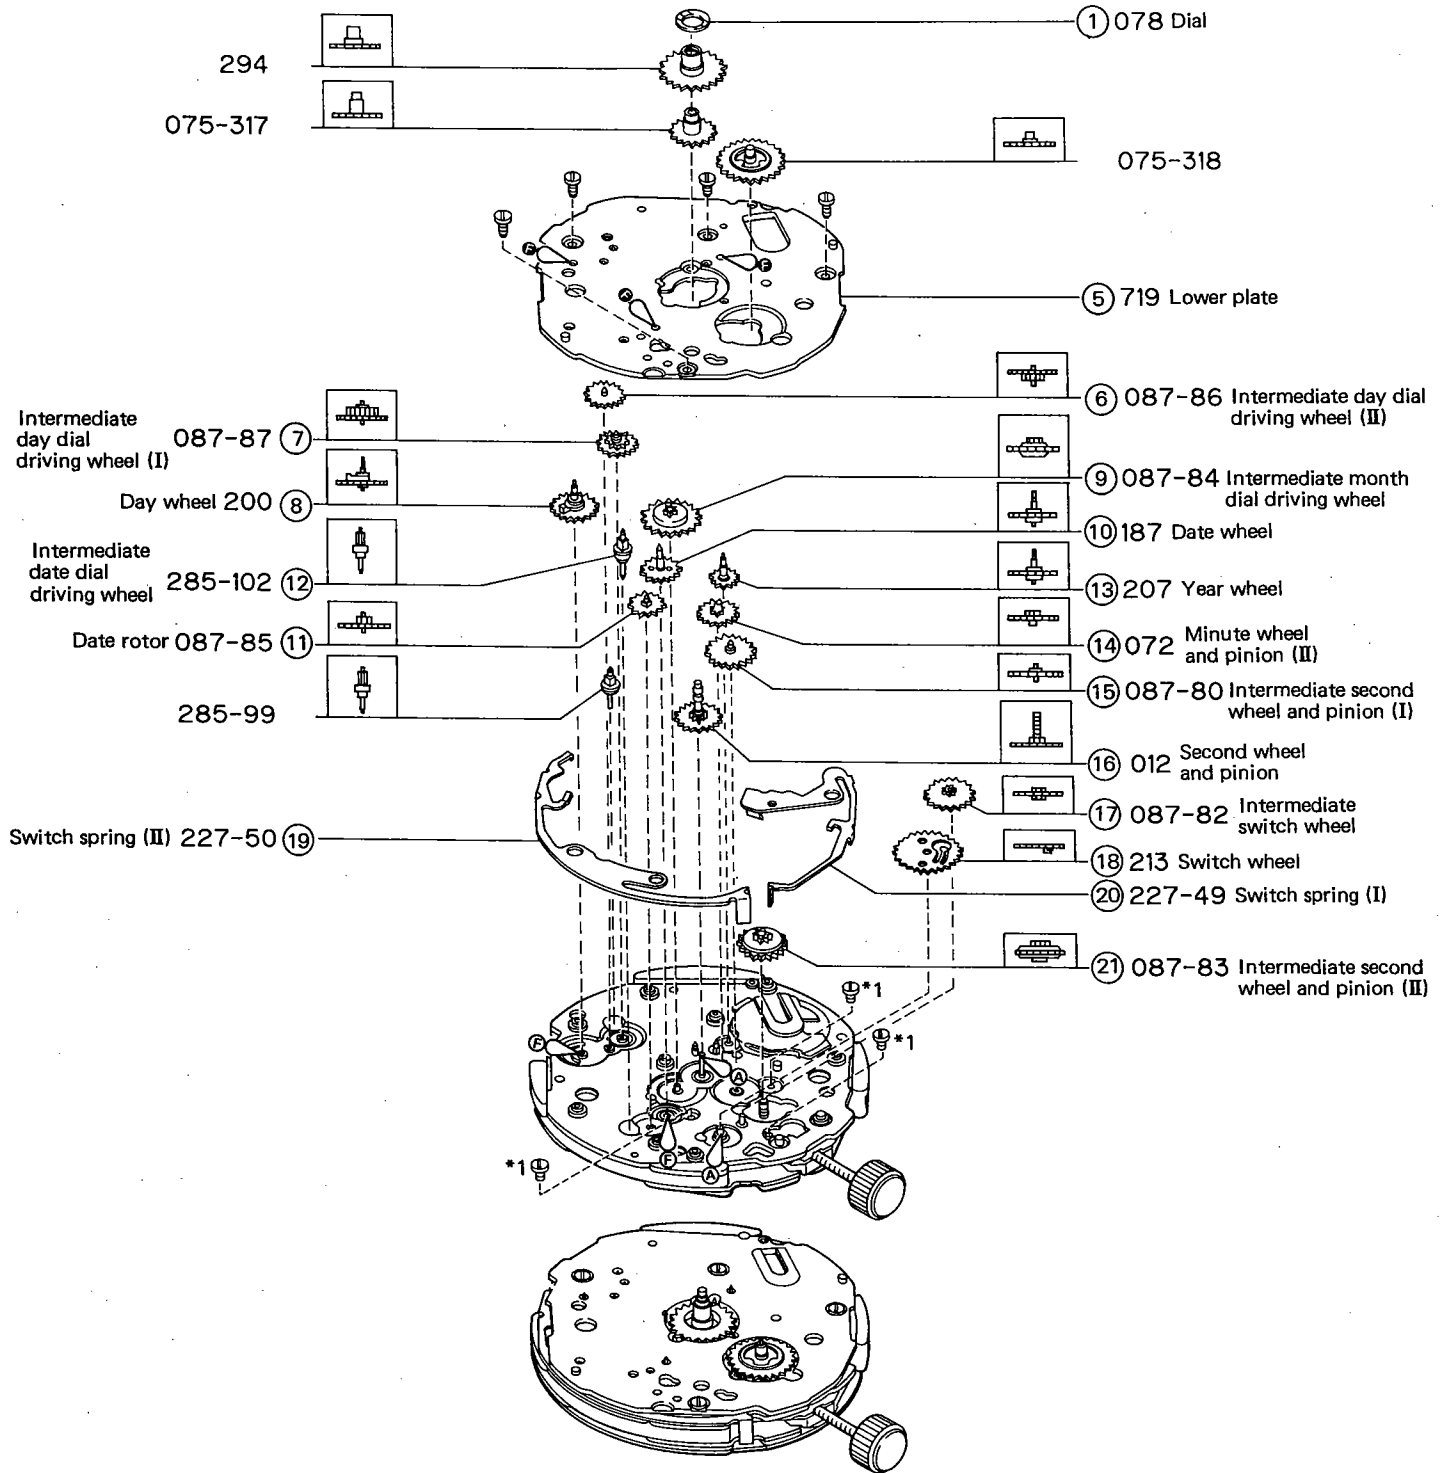 ① 078 Dial
294
075-317
075-318
⑤ 719 Lower plate
⑥ 087-86 Intermediate day dial
driving wheel (II)
Intermediate
day dial
driving wheel (I)
087-87 ⑦
Day wheel 200 ⑧
⑨ 087-84 Intermediate month
dial driving wheel
⑩ 187 Date wheel
Intermediate
date dial
driving wheel
285-102 ⑫
⑬ 207 Year wheel
Date rotor 087-85 ⑪
⑭ 072 Minute wheel
and pinion (II)
⑮ 087-80 Intermediate second
wheel and pinion (I)
285-99
⑯ 012 Second wheel
and pinion
⑰ 087-82 Intermediate
switch wheel
Switch spring (II) 227-50 ⑲
⑱ 213 Switch wheel
⑳ 227-49 Switch spring (I)
㉑ 087-83 Intermediate second
wheel and pinion (II)
*1
*1
Ⓕ
Ⓐ
Ⓕ
Ⓐ
*1